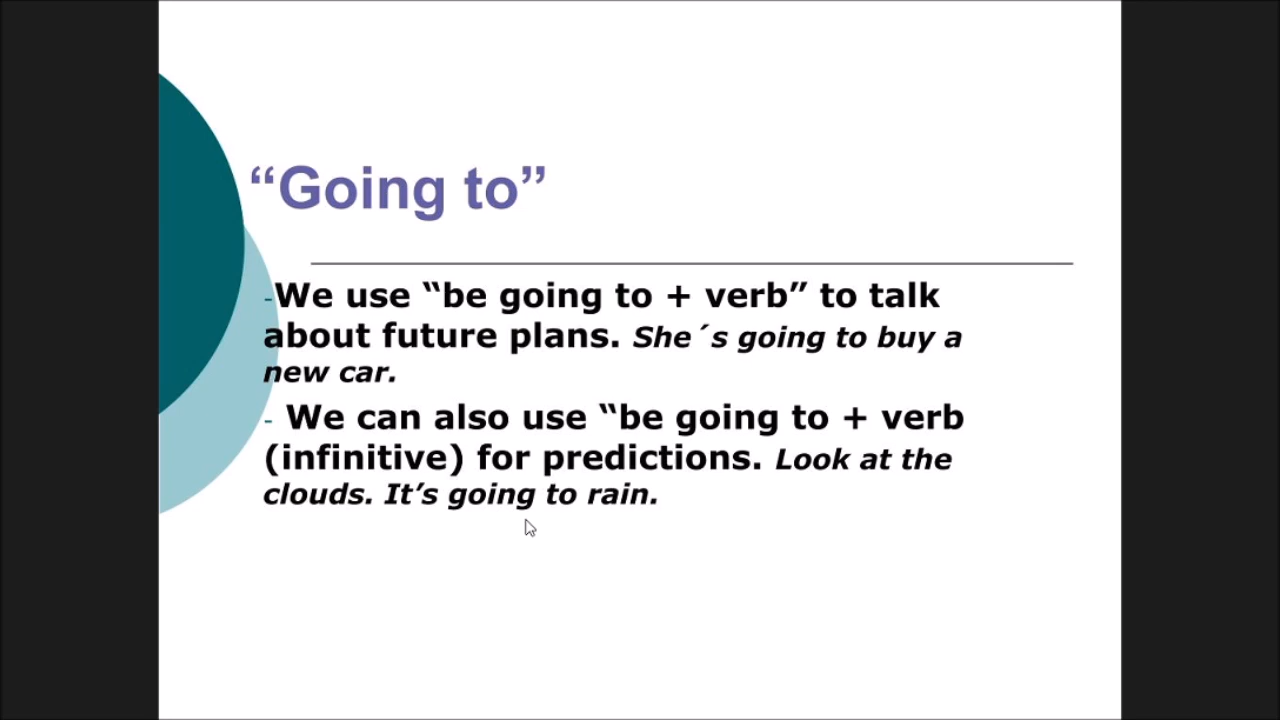 “Going to”
-We use “be going to + verb” to talk
about future plans. She´s going to buy a
new car.
- We can also use “be going to + verb
(infinitive) for predictions. Look at the
clouds. It’s going to rain.